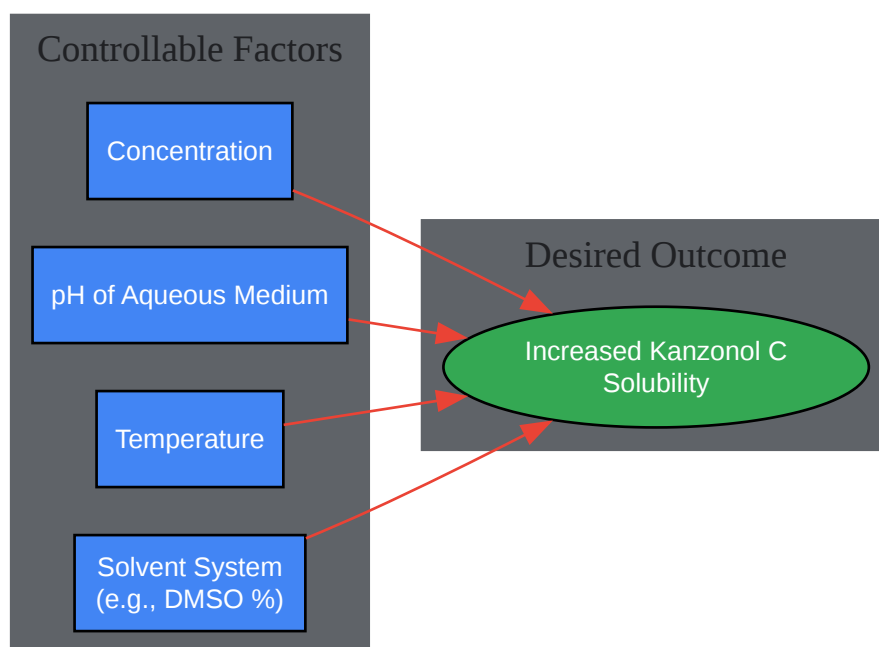 Controllable Factors
Concentration
pH of Aqueous Medium
Temperature
Solvent System
(e.g., DMSO %)
Desired Outcome
Increased Kanzonol C
Solubility